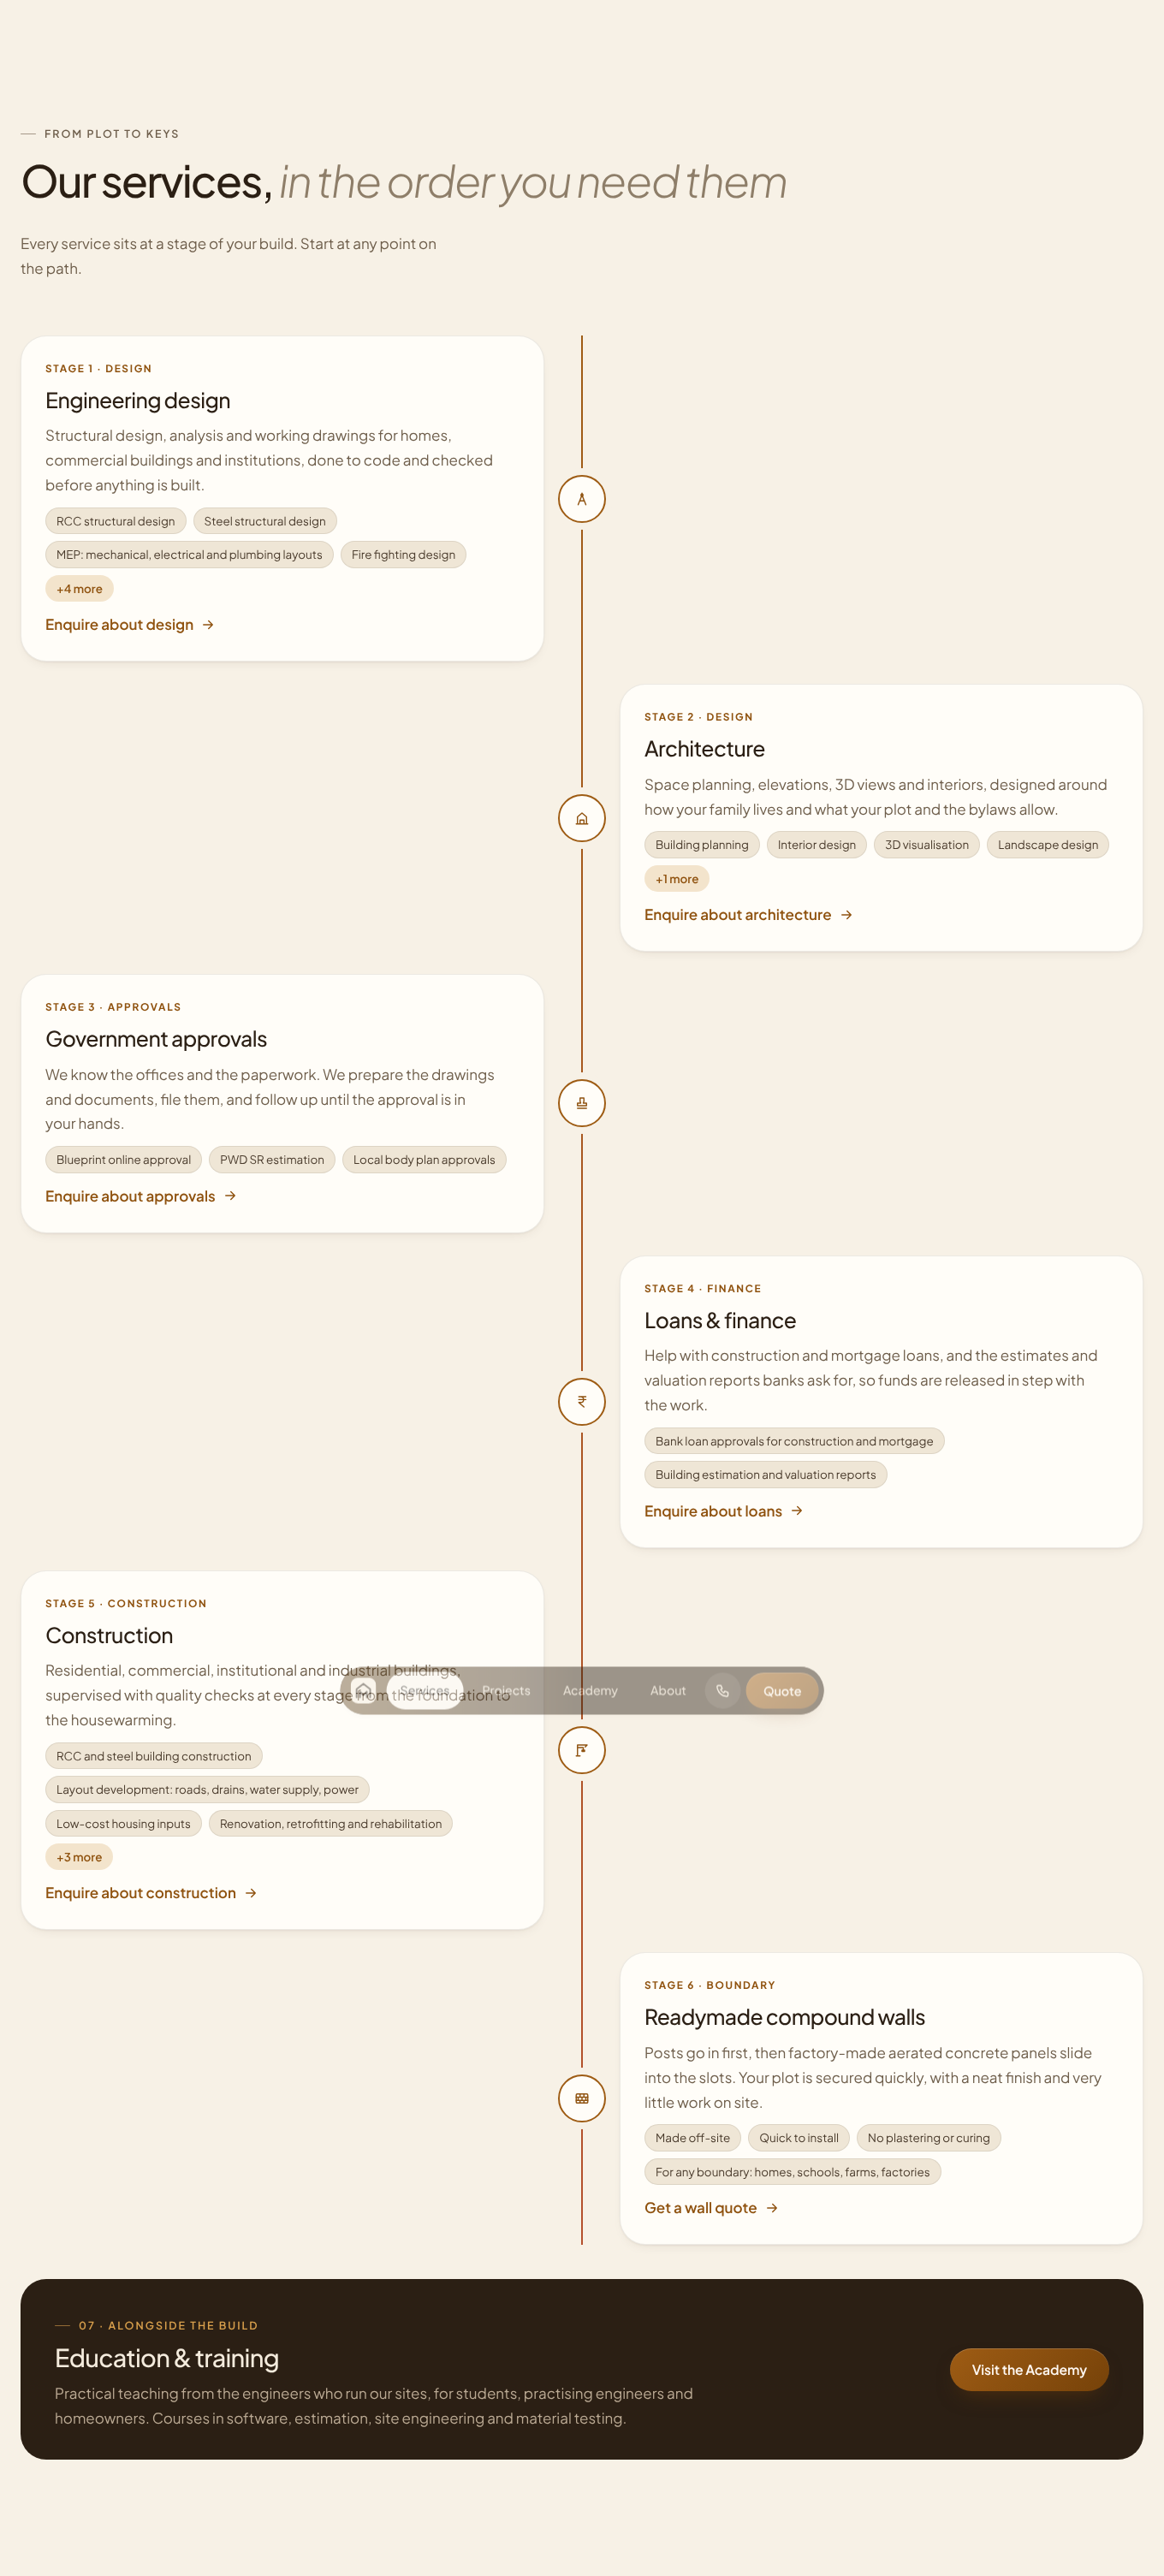 FROM PLOT TO KEYS
Our services, in the order you need them
Every service sits at a stage of your build. Start at any point on
the path.
STAGE 1 · DESIGN
Engineering design
Structural design, analysis and working drawings for homes,
commercial buildings and institutions, done to code and checked
before anything is built.
RCC structural design
Steel structural design
MEP: mechanical, electrical and plumbing layouts
Fire fighting design
+4 more
Enquire about design →
STAGE 2 · DESIGN
Architecture
Space planning, elevations, 3D views and interiors, designed around
how your family lives and what your plot and the bylaws allow.
Building planning
Interior design
3D visualisation
Landscape design
+1 more
Enquire about architecture →
STAGE 3 · APPROVALS
Government approvals
We know the offices and the paperwork. We prepare the drawings
and documents, file them, and follow up until the approval is in
your hands.
Blueprint online approval
PWD SR estimation
Local body plan approvals
Enquire about approvals →
STAGE 4 · FINANCE
Loans & finance
Help with construction and mortgage loans, and the estimates and
valuation reports banks ask for, so funds are released in step with
the work.
₹
Bank loan approvals for construction and mortgage
Building estimation and valuation reports
Enquire about loans →
STAGE 5 · CONSTRUCTION
Construction
Residential, commercial, institutional and industrial buildings,
supervised with quality checks at every stage from the foundation to
the housewarming.
Services
Projects
Academy
About
Quote
RCC and steel building construction
Layout development: roads, drains, water supply, power
Low-cost housing inputs
Renovation, retrofitting and rehabilitation
+3 more
Enquire about construction →
STAGE 6 · BOUNDARY
Readymade compound walls
Posts go in first, then factory-made aerated concrete panels slide
into the slots. Your plot is secured quickly, with a neat finish and very
little work on site.
Made off-site
Quick to install
No plastering or curing
For any boundary: homes, schools, farms, factories
Get a wall quote →
07 · ALONGSIDE THE BUILD
Education & training
Practical teaching from the engineers who run our sites, for students, practising engineers and
homeowners. Courses in software, estimation, site engineering and material testing.
Visit the Academy